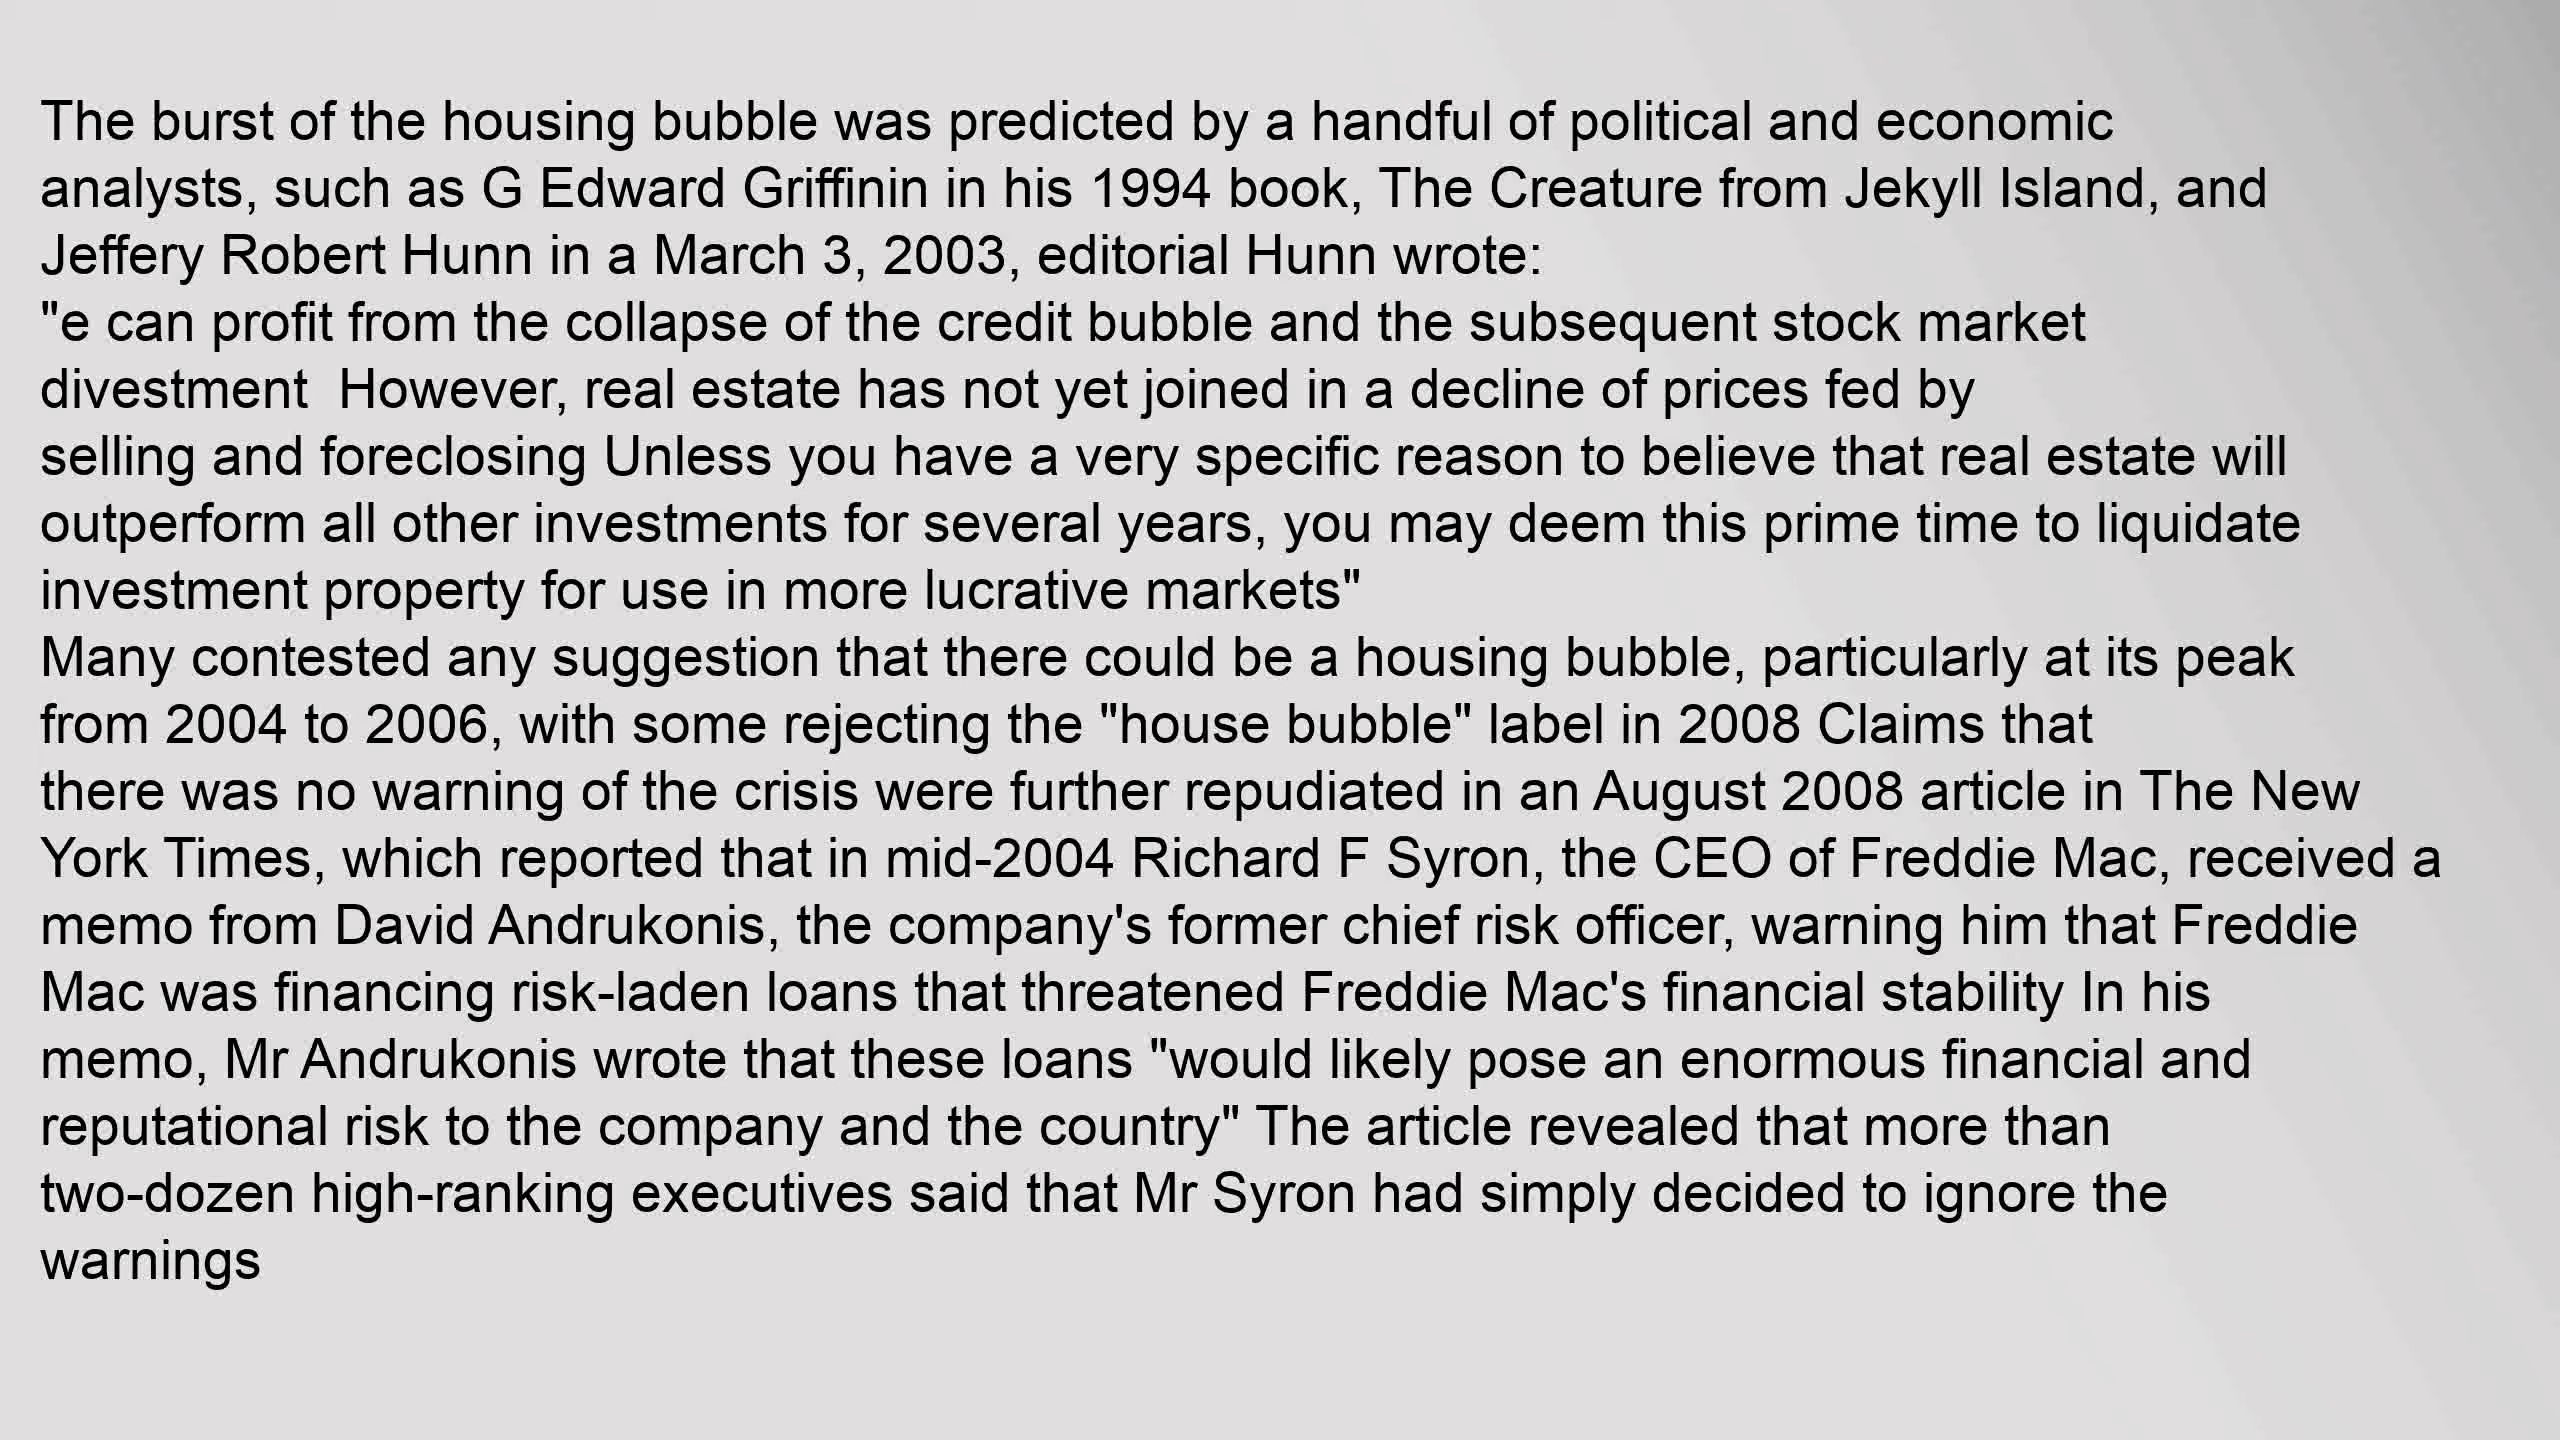 The burst of the housing bubble was predicted by a handful of political and economic
analysts, such as G Edward Griffinin in his 1994 book, The Creature from Jekyll Island, and
Jeffery Robert Hunn in a March 3, 2003, editorial Hunn wrote:
"e can profit from the collapse of the credit bubble and the subsequent stock market
divestment  However, real estate has not yet joined in a decline of prices fed by
selling and foreclosing Unless you have a very specific reason to believe that real estate will
outperform all other investments for several years, you may deem this prime time to liquidate
investment property for use in more lucrative markets"
Many contested any suggestion that there could be a housing bubble, particularly at its peak
from 2004 to 2006, with some rejecting the "house bubble" label in 2008 Claims that
there was no warning of the crisis were further repudiated in an August 2008 article in The New
York Times, which reported that in mid-2004 Richard F Syron, the CEO of Freddie Mac, received a
memo from David Andrukonis, the company's former chief risk officer, warning him that Freddie
Mac was financing risk-laden loans that threatened Freddie Mac's financial stability In his
memo, Mr Andrukonis wrote that these loans "would likely pose an enormous financial and
reputational risk to the company and the country" The article revealed that more than
two-dozen high-ranking executives said that Mr Syron had simply decided to ignore the
warnings